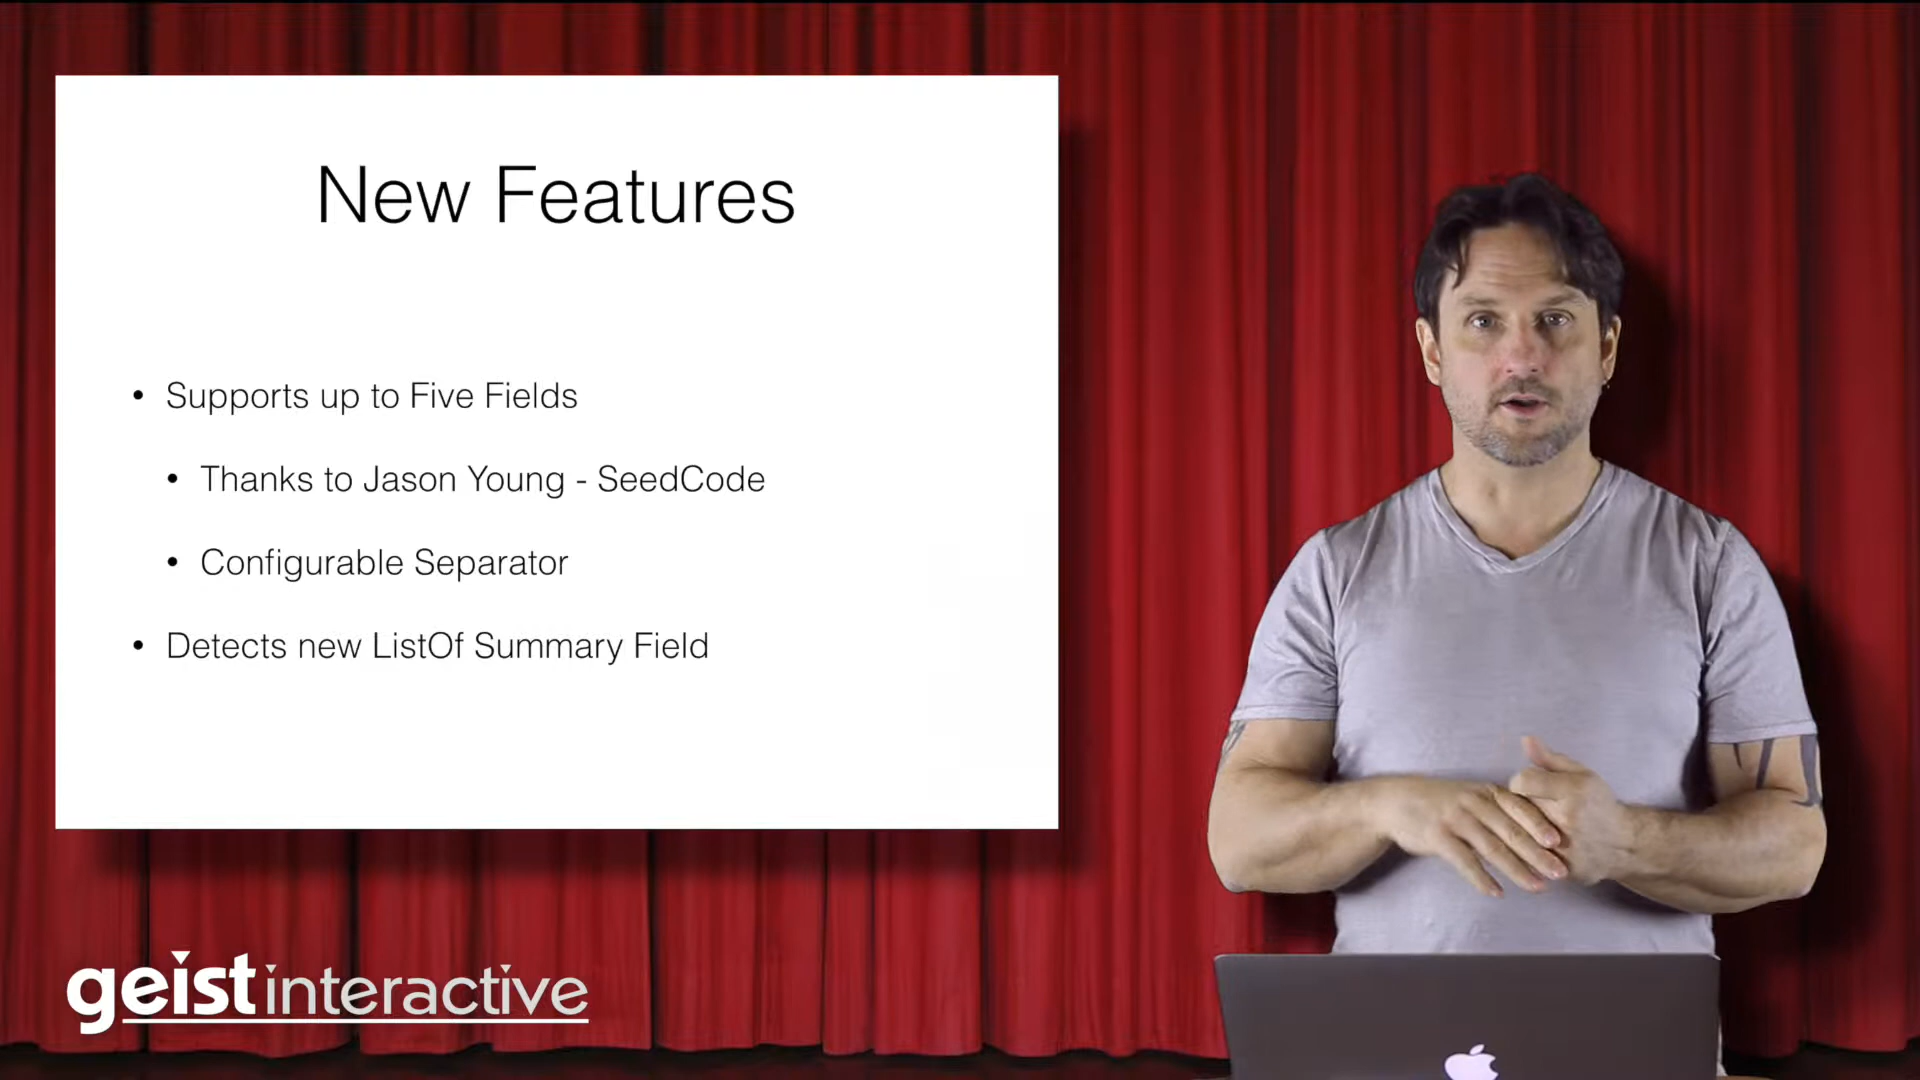 New Features
• Supports up to Five Fields
• Thanks to Jason Young - SeedCode
• Configurable Separator
• Detects new ListOf Summary Field
geistinteractive